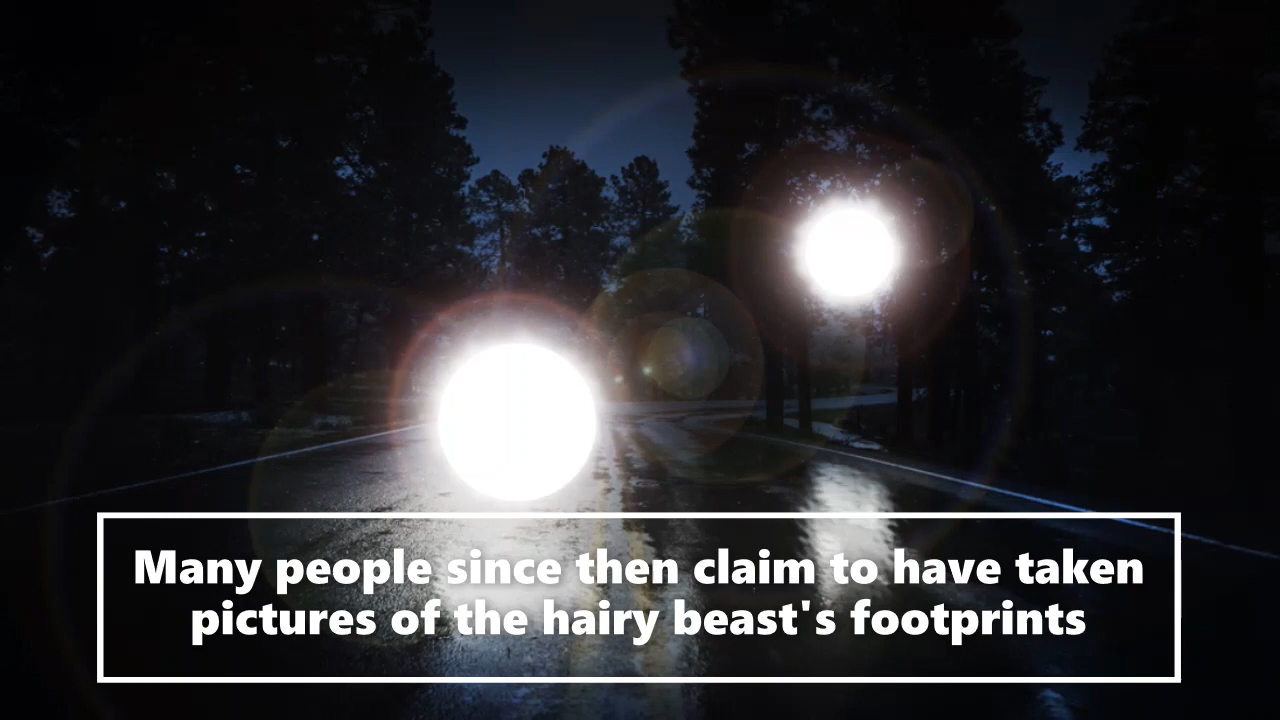 Many people since then claim to have taken
pictures of the hairy beast's footprints